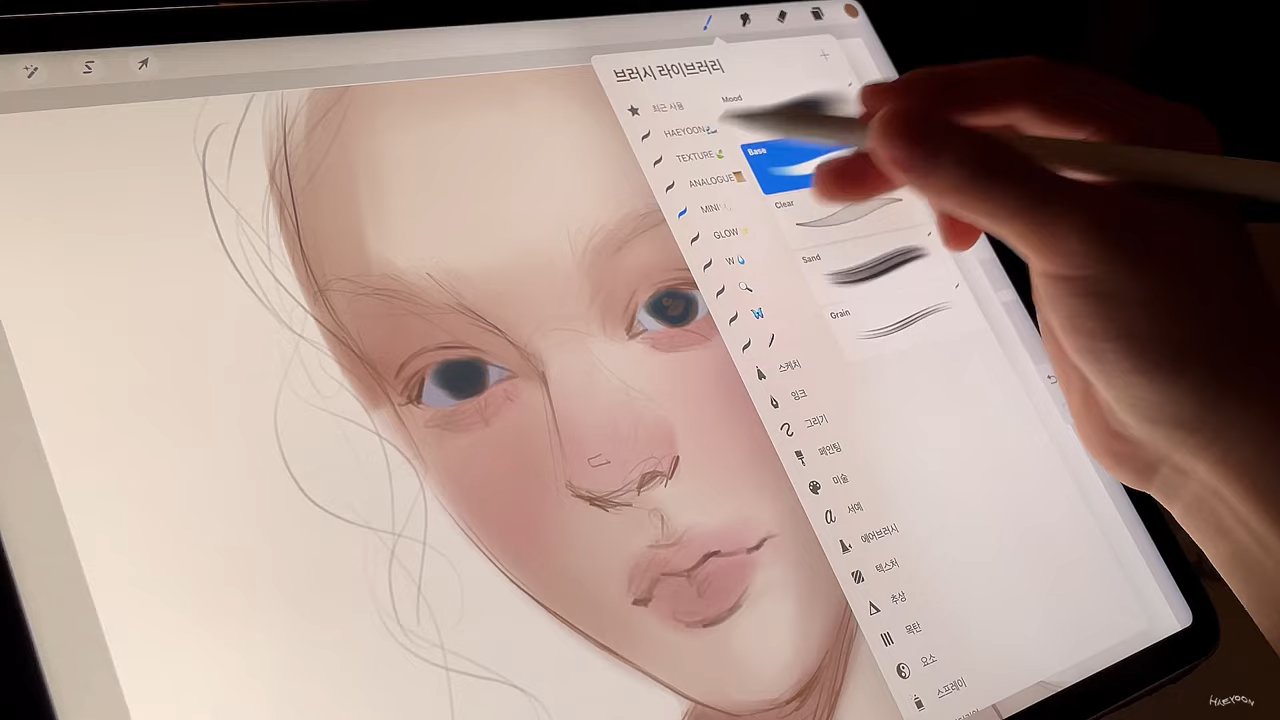 브러시 라이브러리
최근 사용
HAEYOON
TEXTURE
ANALOGUE
MINI
GLOW
W
스케치
잉크
그리기
페인팅
미술
서예
에어브러시
텍스처
추상
목탄
요소
스프레이
Mood
Base
Clear
Sand
Grain
HAEYOON